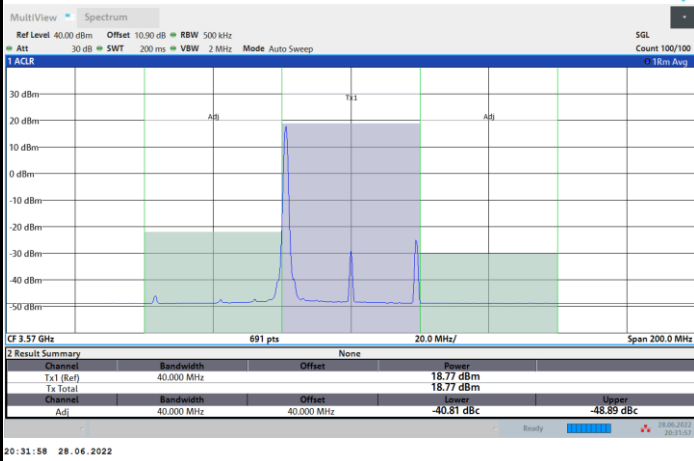 MultiView Spectrum
Ref Level 40.00 dBm Offset 10.90 dB RBW 500 kHz SGL
Att 30 dB SWT 200 ms VBW 2 MHz Mode Auto Sweep Count 100/100
1 ACLR 1Rm Avg
30 dBm
Tx1
20 dBm Adj Adj
10 dBm
0 dBm
-10 dBm
-20 dBm
-30 dBm
-40 dBm
-50 dBm
CF 3.57 GHz 691 pts 20.0 MHz/ Span 200.0 MHz
2 Result Summary None
Channel Bandwidth Offset Power
Tx1 (Ref) 40.000 MHz 18.77 dBm
Tx Total 18.77 dBm
Channel Bandwidth Offset Lower Upper
Adj 40.000 MHz 40.000 MHz -40.81 dBc -48.89 dBc
Ready 28.06.2022
20:31:57
20:31:58 28.06.2022